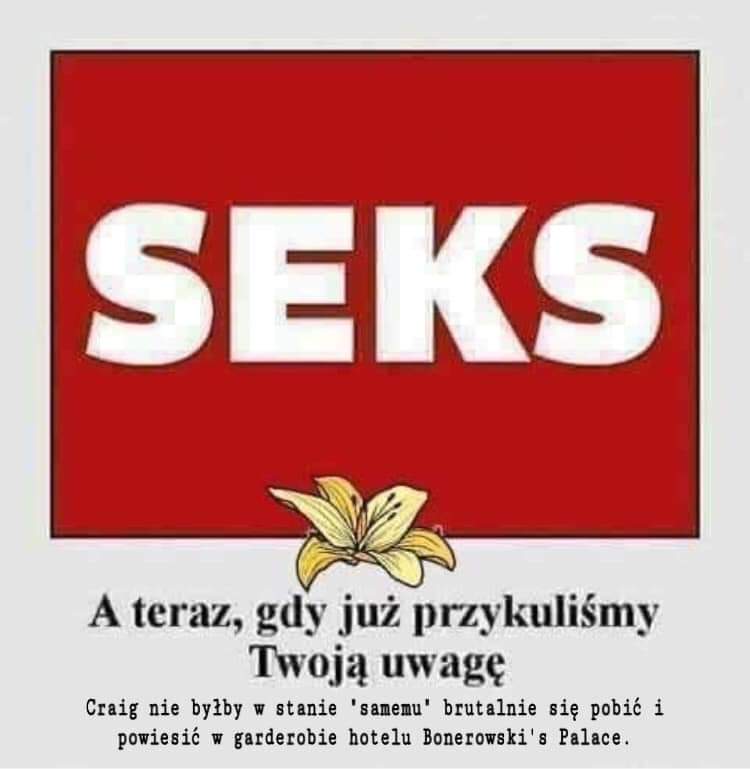 SEKS
A teraz, gdy już przykuliśmy
Twoją uwagę
Craig nie byłby w stanie "samemu" brutalnie się pobić i
powiesić w garderobie hotelu Bonerowski's Palace.